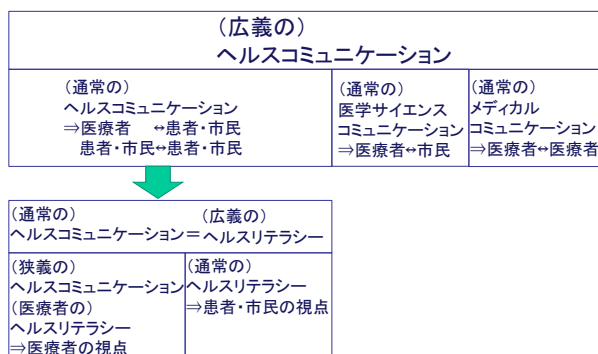 (広義の)
ヘルスコミュニケーション
(通常の)
ヘルスコミュニケーション
⇒医療者 ↔患者・市民
患者・市民↔患者・市民
(通常の)
医学サイエンス
コミュニケーション
⇒医療者↔市民
(通常の)
メディカル
コミュニケーション
⇒医療者↔医療者
(通常の) (広義の)
ヘルスコミュニケーション=ヘルスリテラシー
(狭義の)
ヘルスコミュニケーション
(医療者の)
ヘルスリテラシー
⇒医療者の視点
(通常の)
ヘルスリテラシー
⇒患者・市民の視点